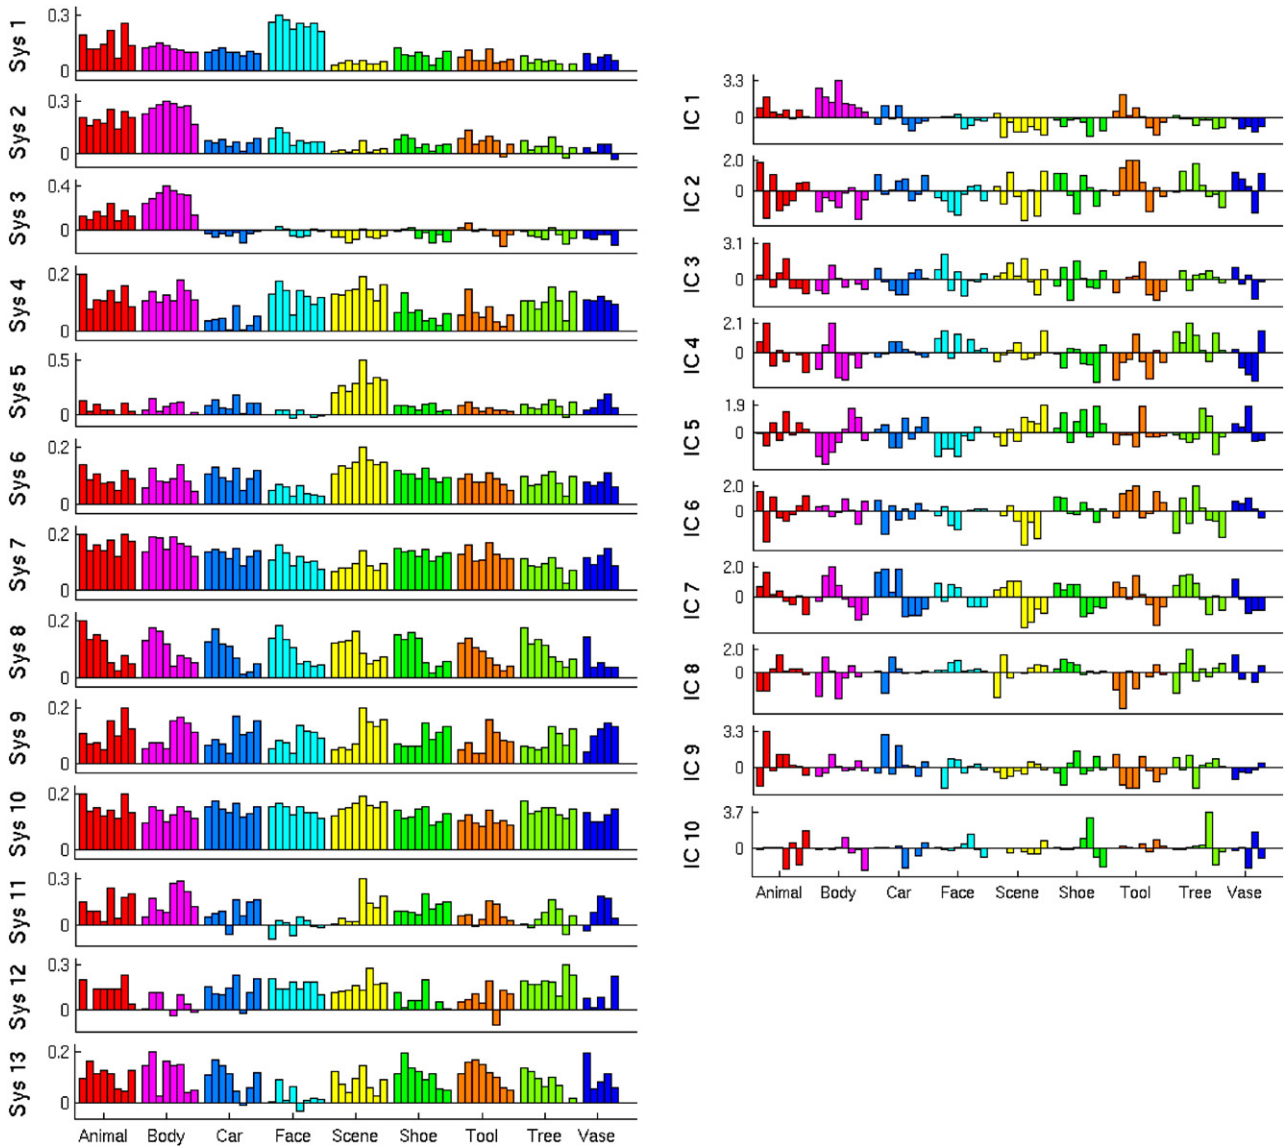 Sys 1
0.3
0
Sys 2
0.3
0
Sys 3
0.4
0
Sys 4
0.2
0
Sys 5
0.5
0
Sys 6
0.2
0
Sys 7
0.2
0
Sys 8
0.2
0
Sys 9
0.2
0
Sys 10
0.2
0
Sys 11
0.3
0
Sys 12
0.3
0
Sys 13
0.2
0
Animal Body Car Face Scene Shoe Tool Tree Vase
IC 1
3.3
0
IC 2
2.0
0
IC 3
3.1
0
IC 4
2.1
0
IC 5
1.9
0
IC 6
2.0
0
IC 7
2.0
0
IC 8
2.0
0
IC 9
3.3
0
IC 10
3.7
0
Animal Body Car Face Scene Shoe Tool Tree Vase